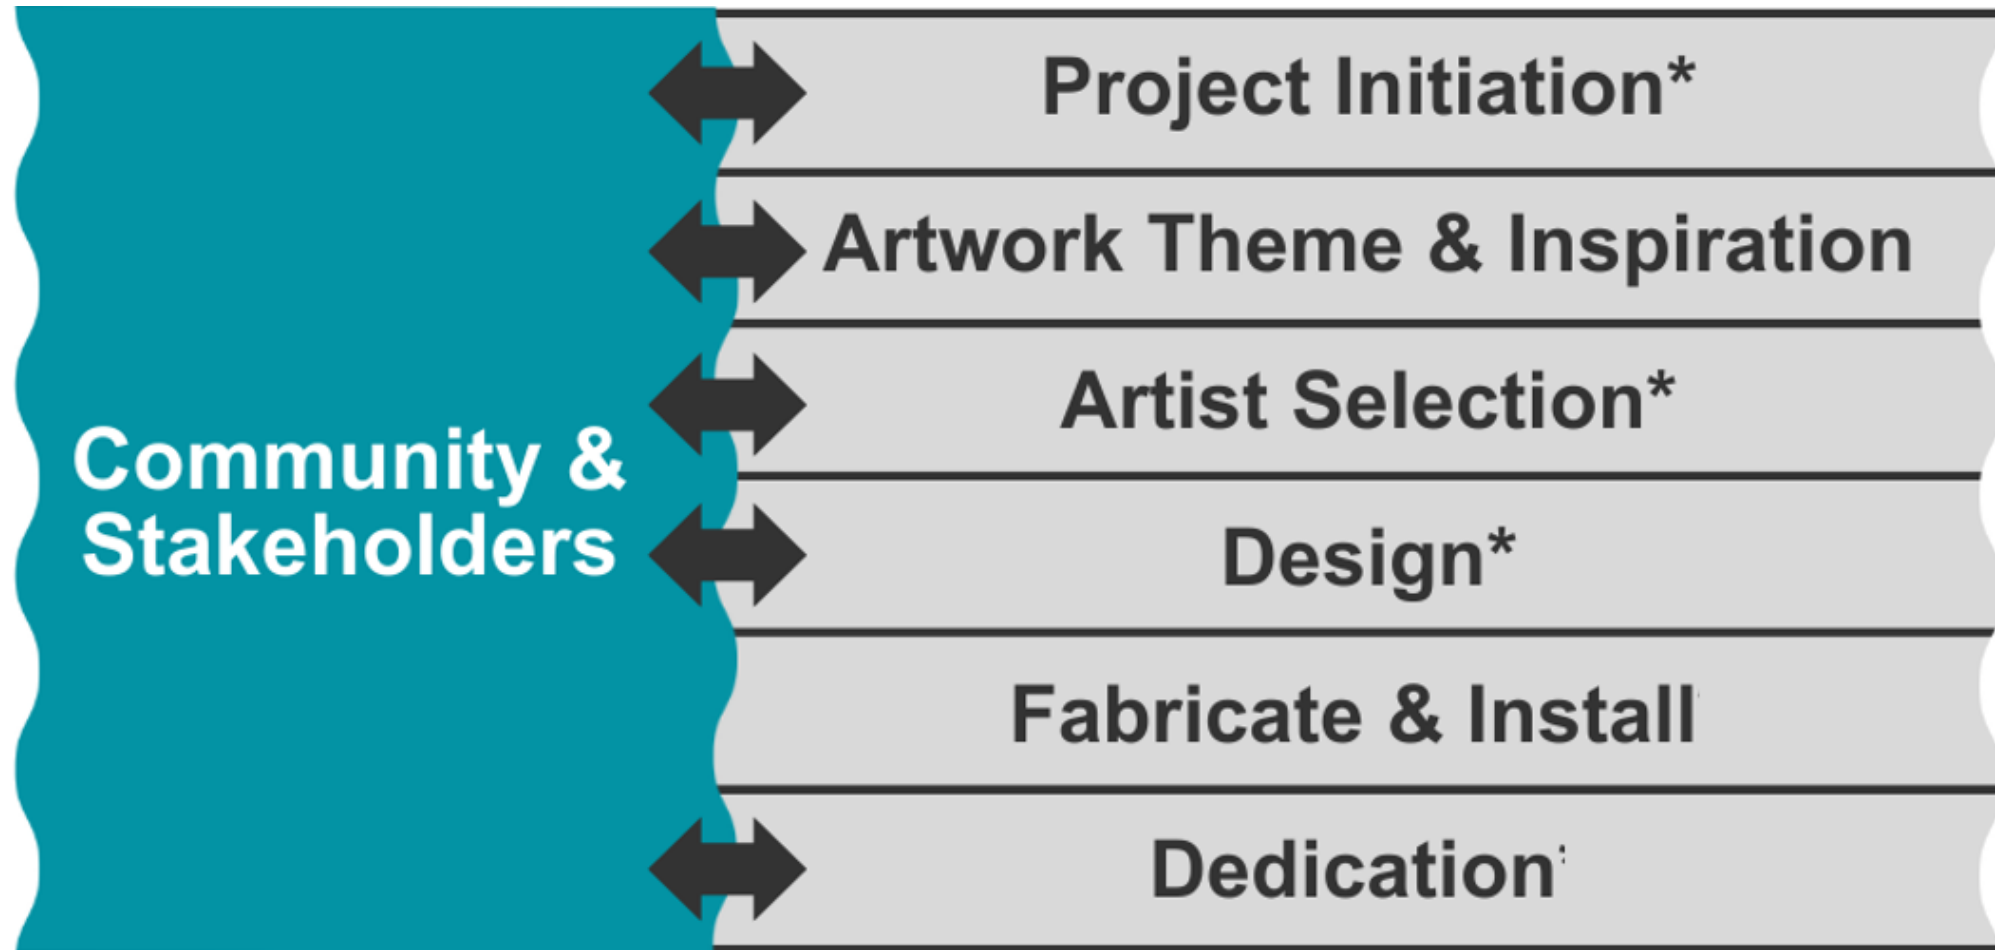 Project Initiation*
Artwork Theme & Inspiration
Artist Selection*
Community &
Stakeholders
Design*
Fabricate & Install
Dedication